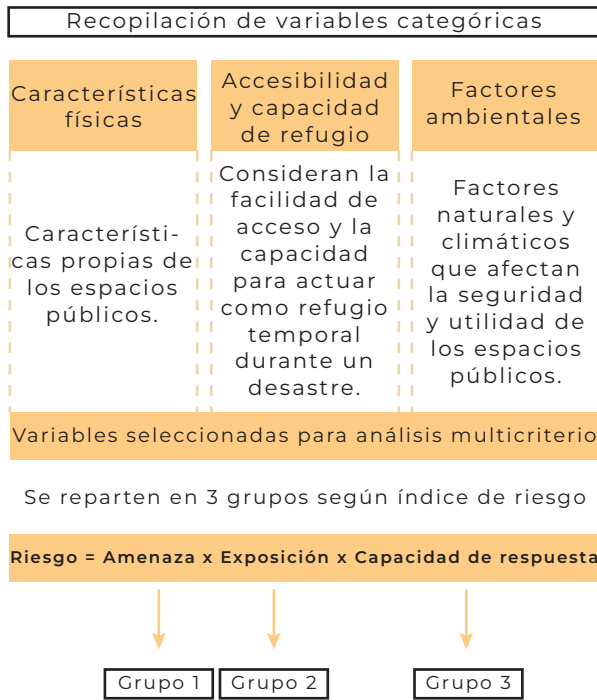 Recopilación de variables categóricas
Características
físicas
Accesibilidad
y capacidad
de refugio
Factores
ambientales
Característi-
cas propias de
los espacios
públicos.
Consideran la
facilidad de
acceso y la
capacidad
para actuar
como refugio
temporal
durante un
desastre.
Factores
naturales y
climáticos
que afectan
la seguridad
y utilidad de
los espacios
públicos.
Variables seleccionadas para análisis multicriterio
Se reparten en 3 grupos según índice de riesgo
Riesgo = Amenaza x Exposición x Capacidad de respuesta
Grupo 1
Grupo 2
Grupo 3